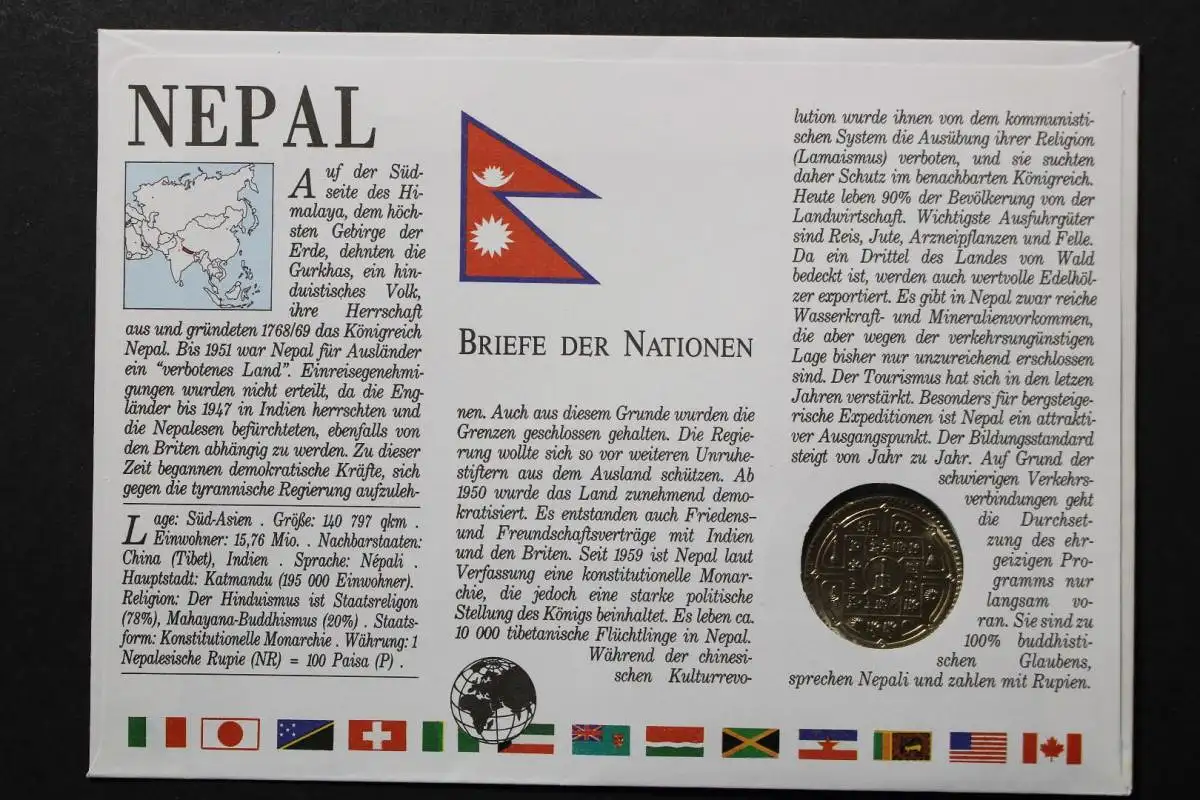 NEPAL
Auf der Süd-
seite des Hi-
malaya, dem höch-
sten Gebirge der
Erde, dehnten die
Gurkhas, ein hin-
duistisches Volk,
ihre Herrschaft
aus und gründeten 1768/69 das Königreich
Nepal. Bis 1951 war Nepal für Ausländer
ein "verbotenes Land". Einreisegenehmi-
gungen wurden nicht erteilt, da die Eng-
länder bis 1947 in Indien herrschten und
die Nepalesen befürchteten, ebenfalls von
den Briten abhängig zu werden. Zu dieser
Zeit begannen demokratische Kräfte, sich
gegen die tyrannische Regierung aufzuleh-
Lage: Süd-Asien . Größe: 140 797 qkm .
Einwohner: 15,76 Mio. . Nachbarstaaten:
China (Tibet), Indien . Sprache: Népali .
Hauptstadt: Katmandu (195 000 Einwohner).
Religion: Der Hinduismus ist Staatsreligon
(78%), Mahayana-Buddhismus (20%) . Staats-
form: Konstitutionelle Monarchie . Währung: 1
Nepalesische Rupie (NR) = 100 Paisa (P) .
BRIEFE DER NATIONEN
nen. Auch aus diesem Grunde wurden die
Grenzen geschlossen gehalten. Die Regie-
rung wollte sich so vor weiteren Unruhe-
stiftern aus dem Ausland schützen. Ab
1950 wurde das Land zunehmend demo-
kratisiert. Es entstanden auch Friedens-
und Freundschaftsverträge mit Indien
und den Briten. Seit 1959 ist Nepal laut
Verfassung eine konstitutionelle Monar-
chie, die jedoch eine starke politische
Stellung des Königs beinhaltet. Es leben ca.
10 000 tibetanische Flüchtlinge in Nepal.
Während der chinesi-
schen Kulturrevo-
lution wurde ihnen von dem kommunisti-
schen System die Ausübung ihrer Religion
(Lamaismus) verboten, und sie suchten
daher Schutz im benachbarten Königreich.
Heute leben 90% der Bevölkerung von der
Landwirtschaft. Wichtigste Ausfuhrgüter
sind Reis, Jute, Arzneipflanzen und Felle.
Da ein Drittel des Landes von Wald
bedeckt ist, werden auch wertvolle Edelhöl-
zer exportiert. Es gibt in Nepal zwar reiche
Wasserkraft- und Mineralienvorkommen,
die aber wegen der verkehrsungünstigen
Lage bisher nur unzureichend erschlossen
sind. Der Tourismus hat sich in den letzen
Jahren verstärkt. Besonders für bergsteige-
rische Expeditionen ist Nepal ein attrakti-
ver Ausgangspunkt. Der Bildungsstandard
steigt von Jahr zu Jahr. Auf Grund der
schwierigen Verkehrs-
verbindungen geht
die Durchset-
zung des ehr-
geizigen Pro-
gramms nur
langsam vo-
ran. Sie sind zu
100% buddhisti-
schen Glaubens,
sprechen Nepali und zahlen mit Rupien.